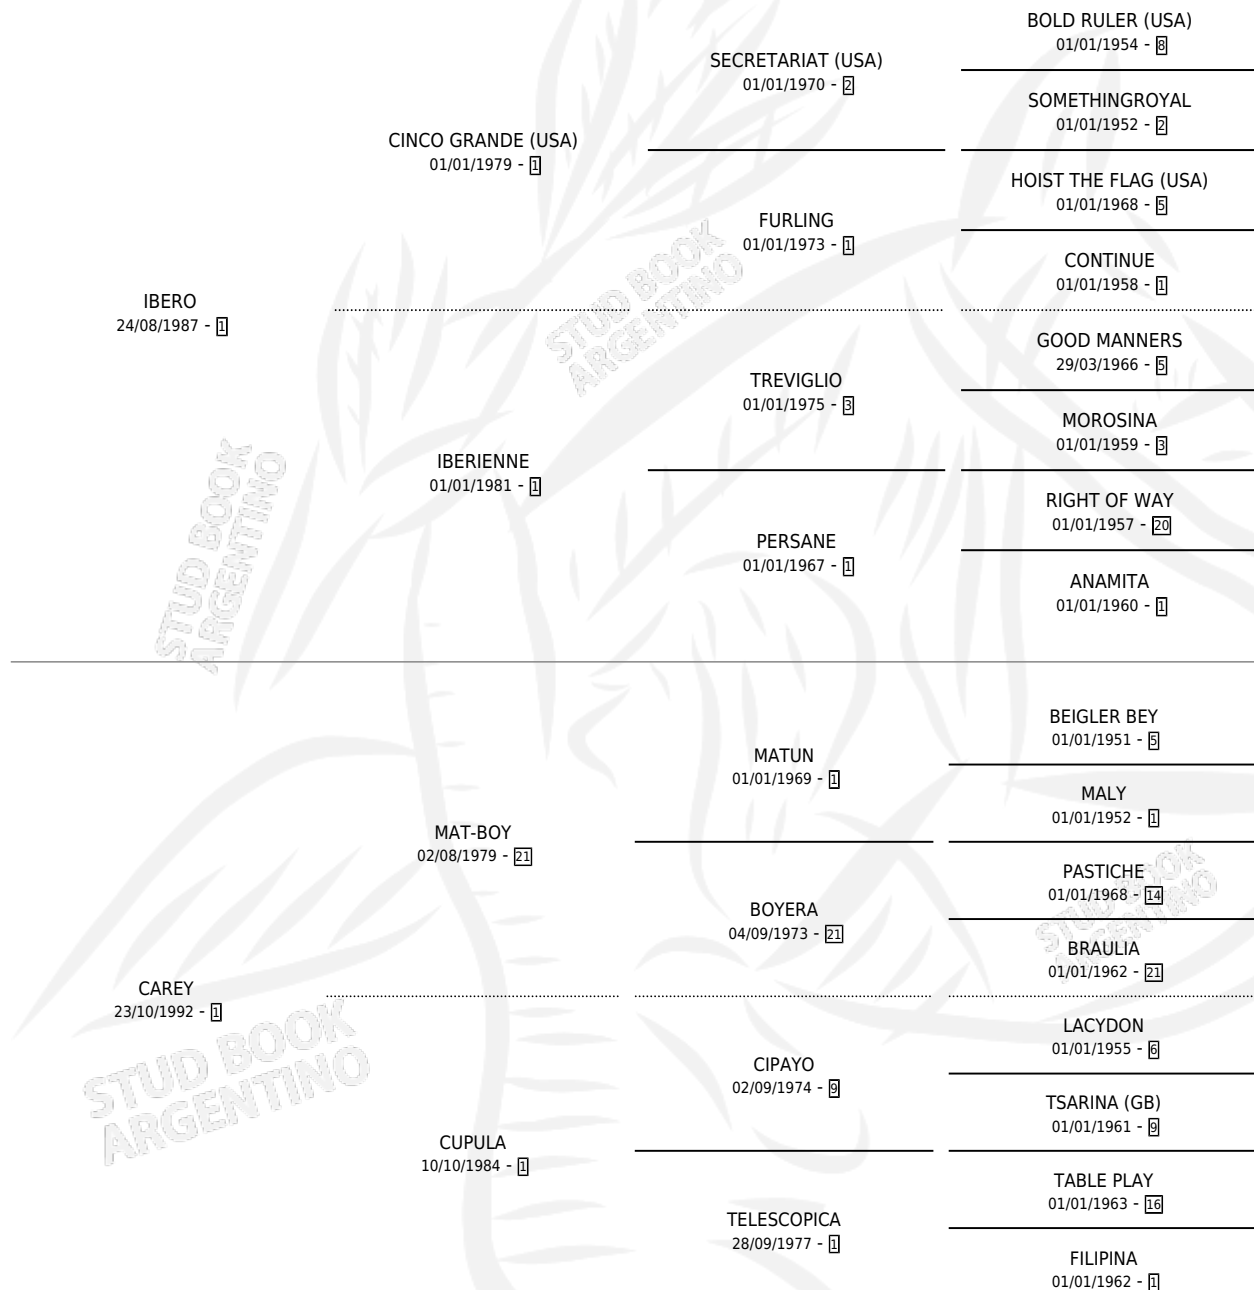 BOLD RULER (USA)
01/01/1954 - 8
SECRETARIAT (USA)
01/01/1970 - 2
SOMETHINGROYAL
01/01/1952 - 2
CINCO GRANDE (USA)
01/01/1979 - 1
HOIST THE FLAG (USA)
01/01/1968 - 5
FURLING
01/01/1973 - 1
CONTINUE
01/01/1958 - 1
IBERO
24/08/1987 - 1
STUD BOOK
ARGENTINO
GOOD MANNERS
29/03/1966 - 5
TREVIGLIO
01/01/1975 - 3
MOROSINA
01/01/1959 - 3
IBERIENNE
01/01/1981 - 1
RIGHT OF WAY
01/01/1957 - 20
PERSANE
01/01/1967 - 1
ANAMITA
01/01/1960 - 1
STUD BOOK
ARGENTINO
BEIGLER BEY
01/01/1951 - 5
MATUN
01/01/1969 - 1
MALY
01/01/1952 - 1
MAT-BOY
02/08/1979 - 21
PASTICHE
01/01/1968 - 14
BOYERA
04/09/1973 - 21
BRAULIA
01/01/1962 - 21
STUD BOOK
ARGENTINO
CAREY
23/10/1992 - 1
LACYDON
01/01/1955 - 6
CIPAYO
02/09/1974 - 9
TSARINA (GB)
01/01/1961 - 9
STUD BOOK
ARGENTINO
CUPULA
10/10/1984 - 1
TABLE PLAY
01/01/1963 - 16
TELESCOPICA
28/09/1977 - 1
FILIPINA
01/01/1962 - 1